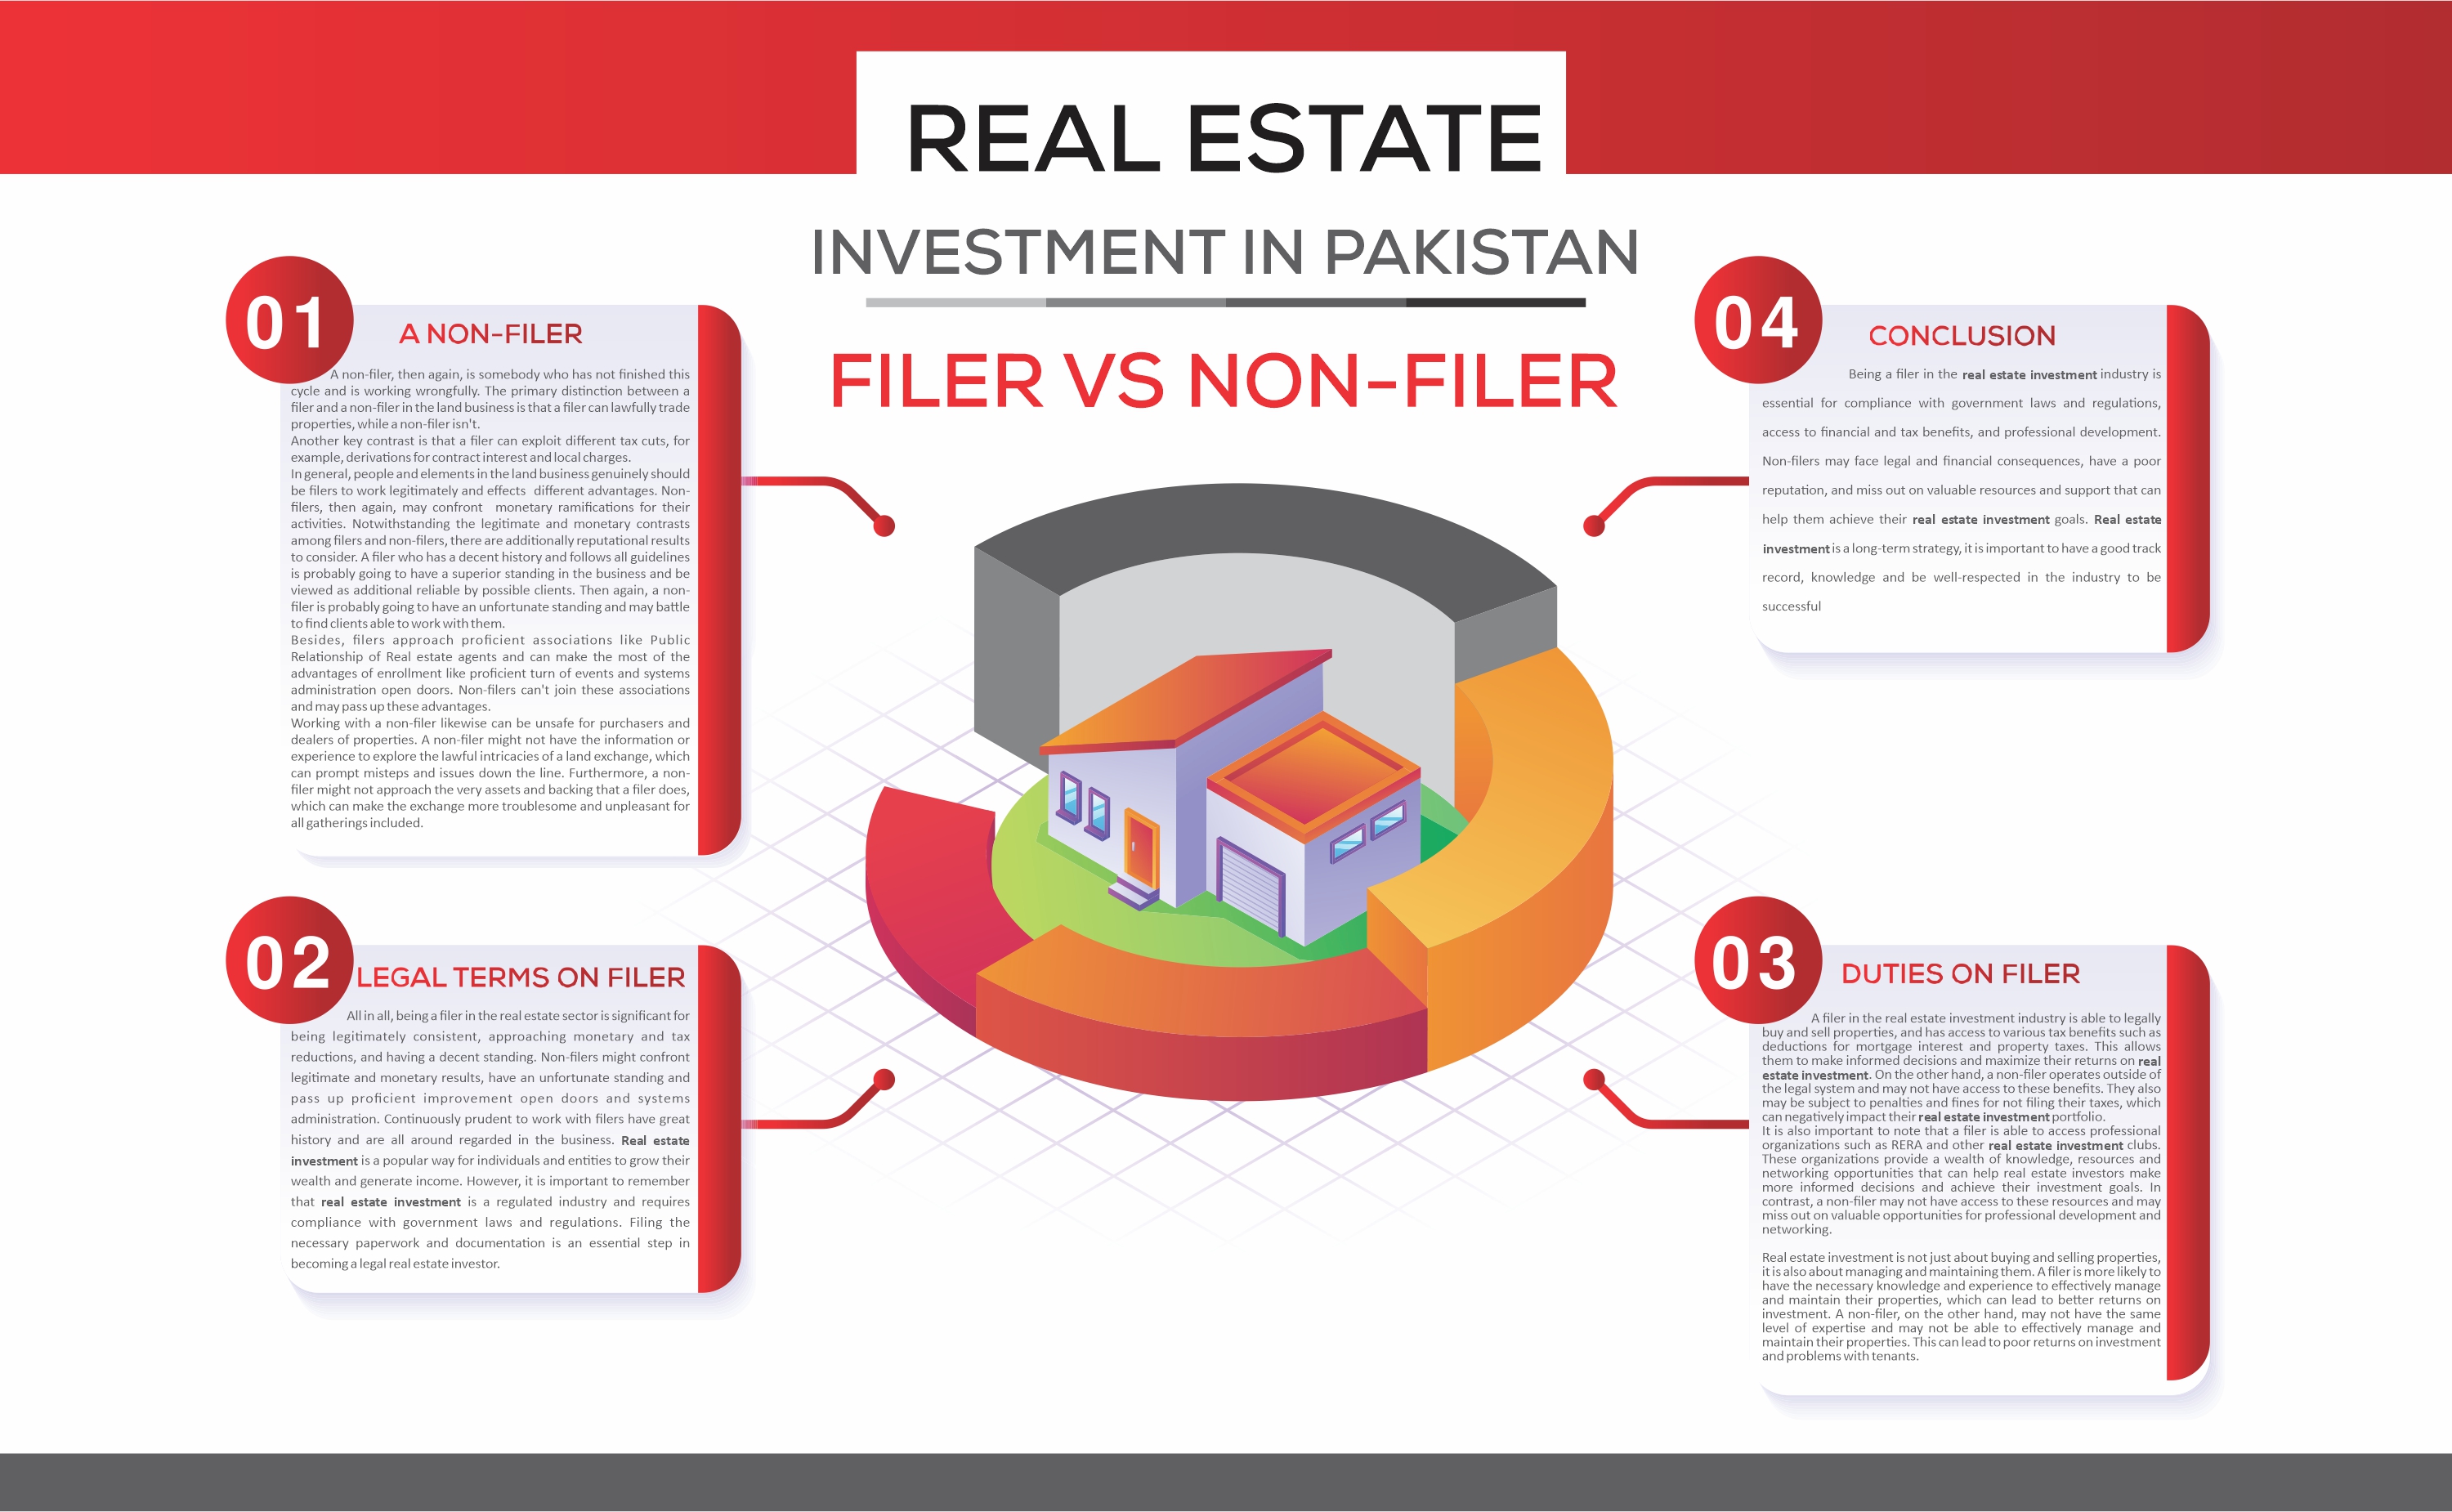 REAL ESTATE
INVESTMENT IN PAKISTAN
FILER VS NON-FILER
01
A NON-FILER
A non-filer, then again, is somebody who has not finished this
cycle and is working wrongfully. The primary distinction between a
filer and a non-filer in the land business is that a filer can lawfully trade
properties, while a non-filer isn't.
Another key contrast is that a filer can exploit different tax cuts, for
example, derivations for contract interest and local charges.
In general, people and elements in the land business genuinely should
be filers to work legitimately and effects different advantages. Non-
filers, then again, may confront monetary ramifications for their
activities. Notwithstanding the legitimate and monetary contrasts
among filers and non-filers, there are additionally reputational results
to consider. A filer who has a decent history and follows all guidelines
is probably going to have a superior standing in the business and be
viewed as additional reliable by possible clients. Then again, a non-
filer is probably going to have an unfortunate standing and may battle
to find clients able to work with them.
Besides, filers approach proficient associations like Public
Relationship of Real estate agents and can make the most of the
advantages of enrollment like proficient turn of events and systems
administration open doors. Non-filers can't join these associations
and may pass up these advantages.
Working with a non-filer likewise can be unsafe for purchasers and
dealers of properties. A non-filer might not have the information or
experience to explore the lawful intricacies of a land exchange, which
can prompt misteps and issues down the line. Furthermore, a non-
filer might not approach the very assets and backing that a filer does,
which can make the exchange more troublesome and unpleasant for
all gatherings included.
02
LEGAL TERMS ON FILER
All in all, being a filer in the real estate sector is significant for
being legitimately consistent, approaching monetary and tax
reductions, and having a decent standing. Non-filers might confront
legitimate and monetary results, have an unfortunate standing and
pass up proficient improvement open doors and systems
administration. Continuously prudent to work with filers have great
history and are all around regarded in the business. Real estate
investment is a popular way for individuals and entities to grow their
wealth and generate income. However, it is important to remember
that real estate investment is a regulated industry and requires
compliance with government laws and regulations. Filing the
necessary paperwork and documentation is an essential step in
becoming a legal real estate investor.
03
DUTIES ON FILER
A filer in the real estate investment industry is able to legally
buy and sell properties, and has access to various tax benefits such as
deductions for mortgage interest and property taxes. This allows
them to make informed decisions and maximize their returns on real
estate investment. On the other hand, a non-filer operates outside of
the legal system and may not have access to these benefits. They also
may be subject to penalties and fines for not filing their taxes, which
can negatively impact their real estate investment portfolio.
It is also important to note that a filer is able to access professional
organizations such as RERA and other real estate investment clubs.
These organizations provide a wealth of knowledge, resources and
networking opportunities that can help real estate investors make
more informed decisions and achieve their investment goals. In
contrast, a non-filer may not have access to these resources and may
miss out on valuable opportunities for professional development and
networking.
Real estate investment is not just about buying and selling properties,
it is also about managing and maintaining them. A filer is more likely to
have the necessary knowledge and experience to effectively manage
and maintain their properties, which can lead to better returns on
investment. A non-filer, on the other hand, may not have the same
level of expertise and may not be able to effectively manage and
maintain their properties. This can lead to poor returns on investment
and problems with tenants.
04
CONCLUSION
Being a filer in the real estate investment industry is
essential for compliance with government laws and regulations,
access to financial and tax benefits, and professional development.
Non-filers may face legal and financial consequences, have a poor
reputation, and miss out on valuable resources and support that can
help them achieve their real estate investment goals. Real estate
investment is a long-term strategy, it is important to have a good track
record, knowledge and be well-respected in the industry to be
successful